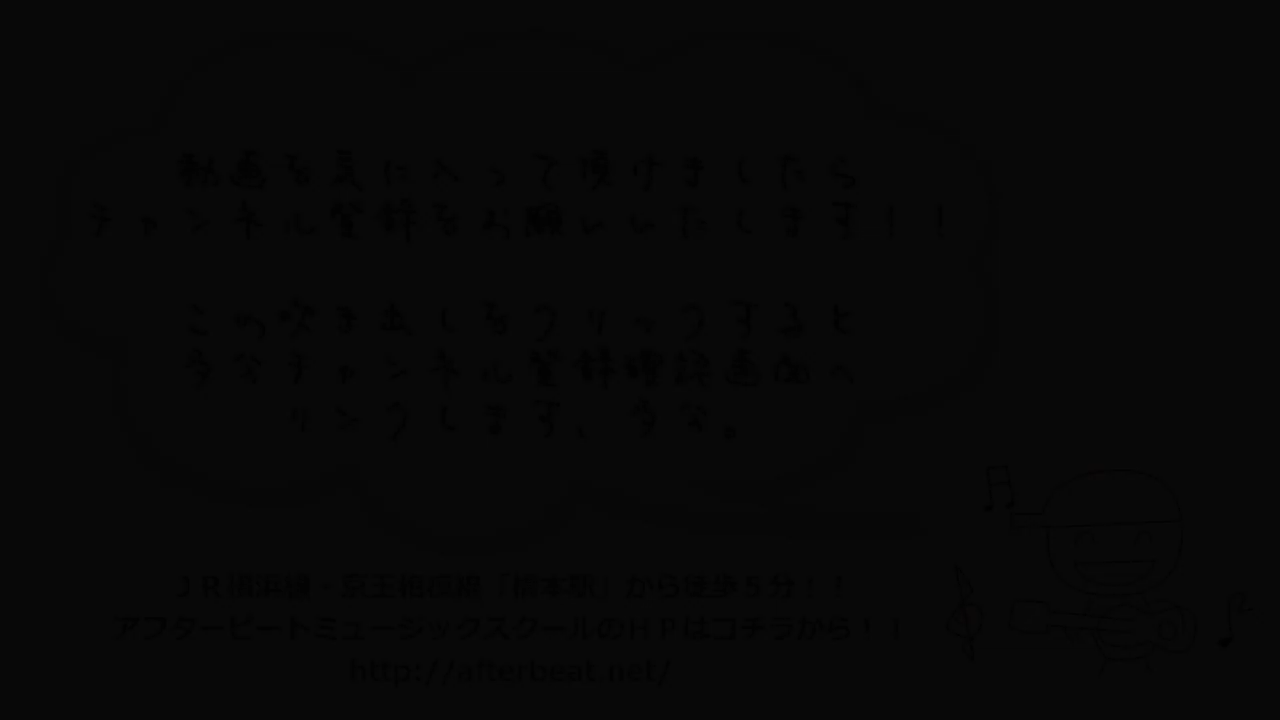 動画を気に入って頂けましたら
チャンネル登録をお願いいたします！！
この吹き出しをクリックすると
多分チャンネル登録確認画面へ
リンクします、多分。
ＪＲ横浜線・京王相模線「橋本駅」から徒歩５分！！
アフタービートミュージックスクールのＨＰはコチラから！！
http://afterbeat.net/